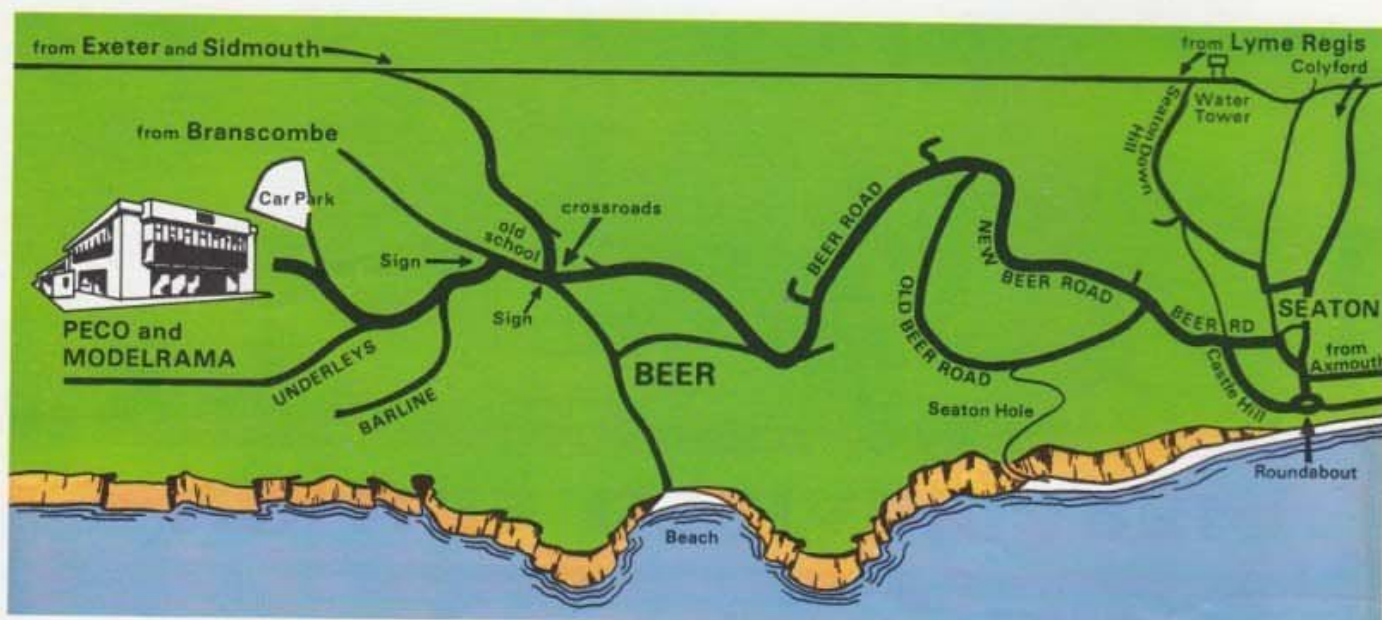 from Exeter and Sidmouth
from Lyme Regis
Colyford
Water
Tower
Seaton Down
Hill
from Branscombe
Car Park
old
school
crossroads
Sign
Sign
BEER ROAD
NEW
BEER ROAD
OLD BEER ROAD
BEER RD
SEATON
from
Axmouth
PECO and
MODELRAMA
UNDERLEYS
BARLINE
BEER
Seaton Hole
Castle Hill
Roundabout
Beach